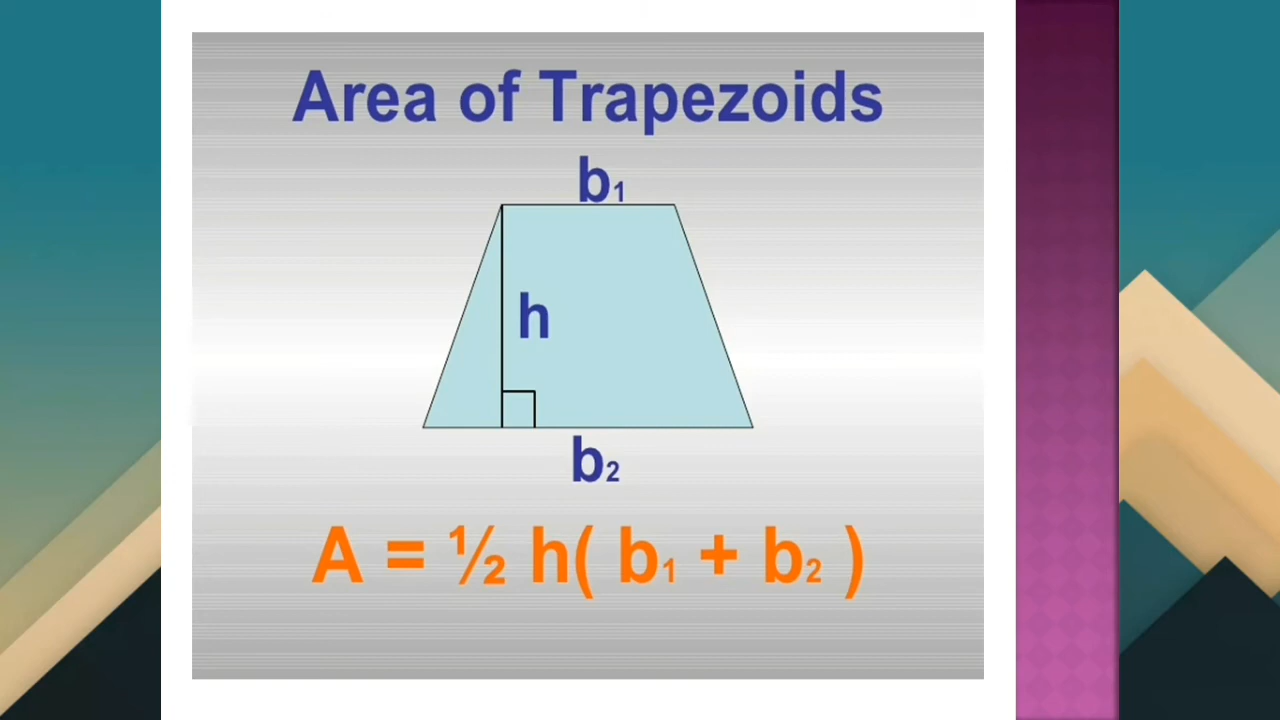 Area of Trapezoids
b₁
h
b₂
A = ½ h( b₁ + b₂ )